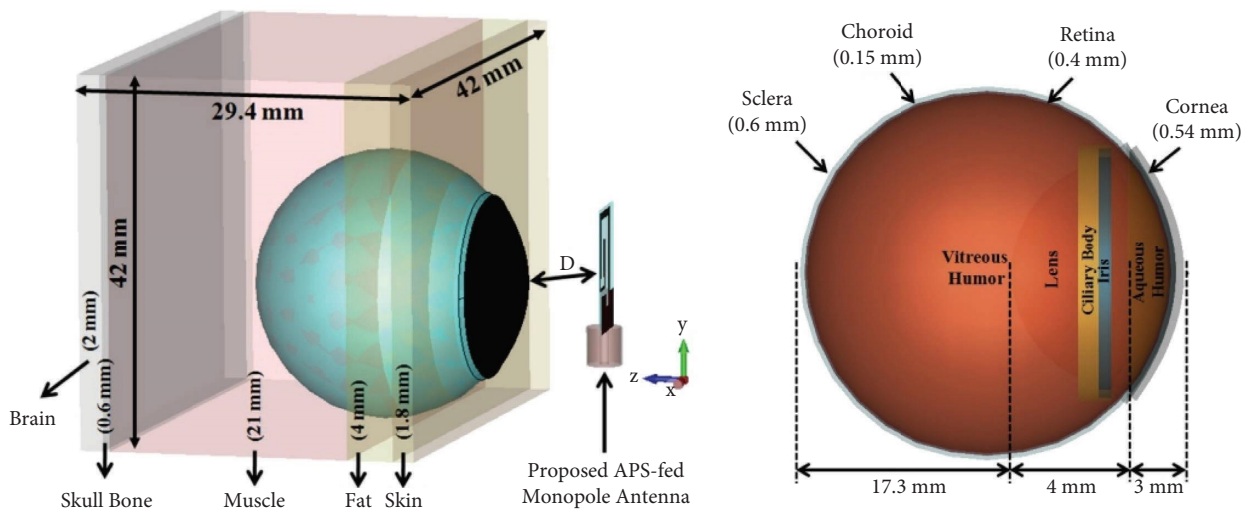 29.4 mm
42 mm
42 mm
D
(2 mm)
(0.6 mm)
(21 mm)
(4 mm)
(1.8 mm)
Brain
Skull Bone
Muscle
Fat
Skin
y
z
x
Proposed APS-fed
Monopole Antenna
Choroid
(0.15 mm)
Retina
(0.4 mm)
Sclera
(0.6 mm)
Cornea
(0.54 mm)
Vitreous
Humor
Lens
Ciliary Body
Iris
Aqueous
Humor
17.3 mm
4 mm
3 mm